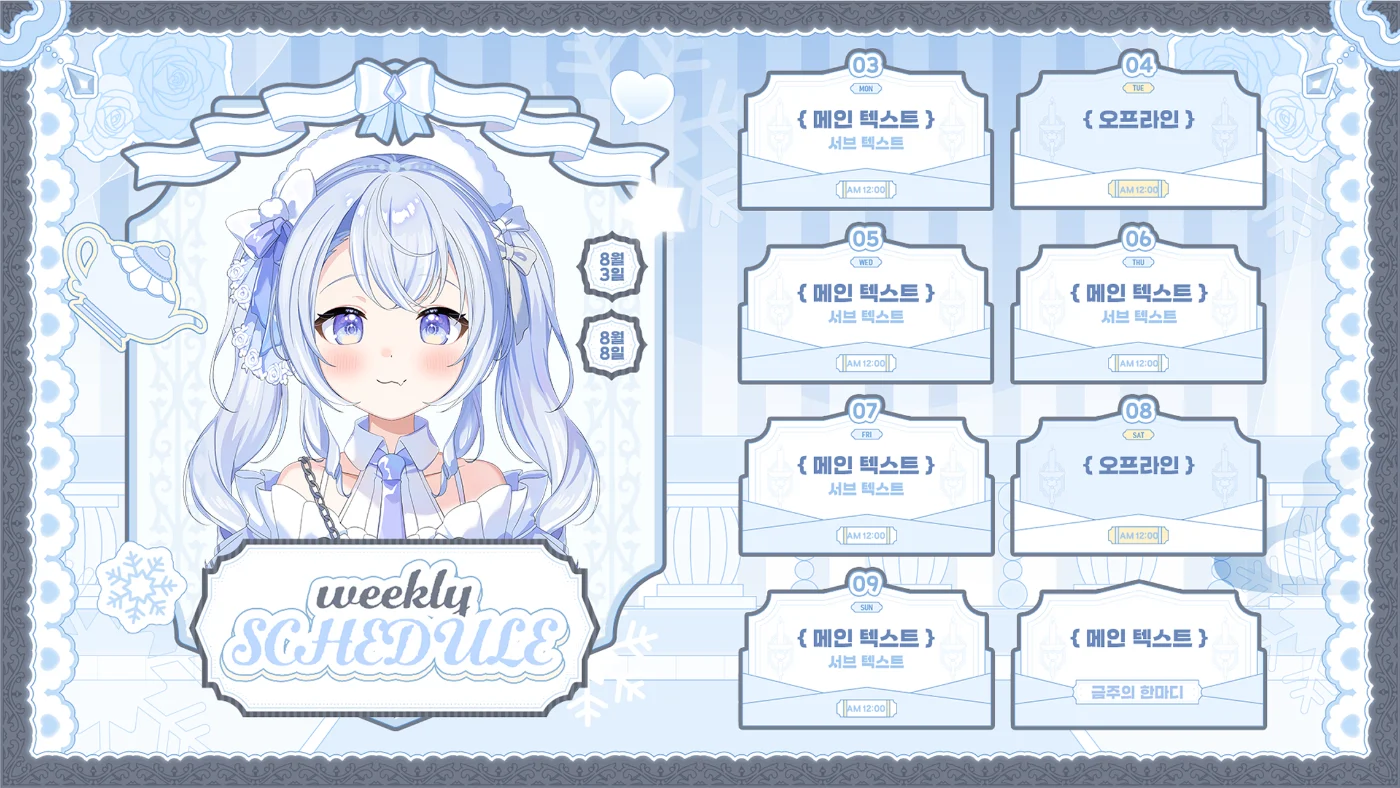 weekly
SCHEDULE
8월
3일
8월
8일
03
MON
{ 메인 텍스트 }
서브 텍스트
AM 12:00
04
TUE
{ 오프라인 }
AM 12:00
05
WED
{ 메인 텍스트 }
서브 텍스트
AM 12:00
06
THU
{ 메인 텍스트 }
서브 텍스트
AM 12:00
07
FRI
{ 메인 텍스트 }
서브 텍스트
AM 12:00
08
SAT
{ 오프라인 }
AM 12:00
09
SUN
{ 메인 텍스트 }
서브 텍스트
AM 12:00
{ 메인 텍스트 }
금주의 한마디